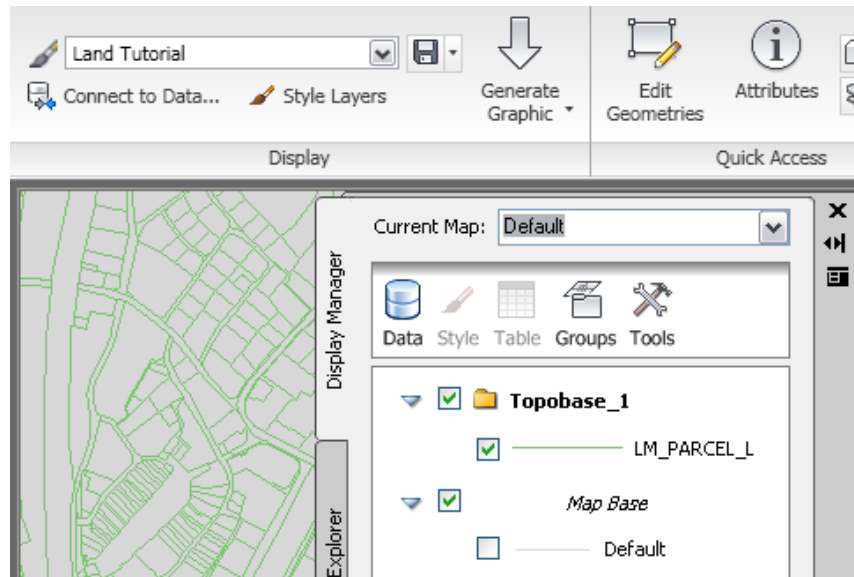 Land Tutorial
Connect to Data... Style Layers
Generate
Graphic
Edit
Geometries
Attributes
Display
Quick Access
Current Map: Default
Display Manager
Data Style Table Groups Tools
Topobase_1
LM_PARCEL_L
Map Base
Default
Explorer